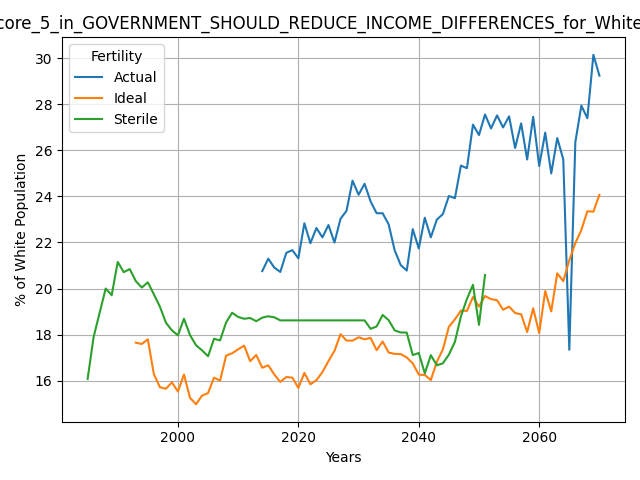 core_5_in_GOVERNMENT_SHOULD_REDUCE_INCOME_DIFFERENCES_for_White
Fertility
Actual
Ideal
Sterile
% of White Population
30
28
26
24
22
20
18
16
2000
2020
2040
2060
Years